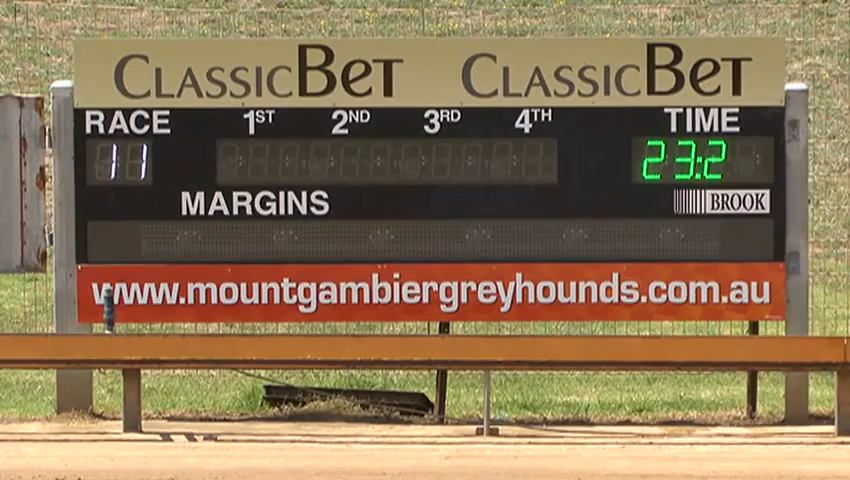 CLASSICBET CLASSICBET
RACE 1ST 2ND 3RD 4TH TIME
11 23:2
MARGINS BROOK
www.mountgambiergreyhounds.com.au